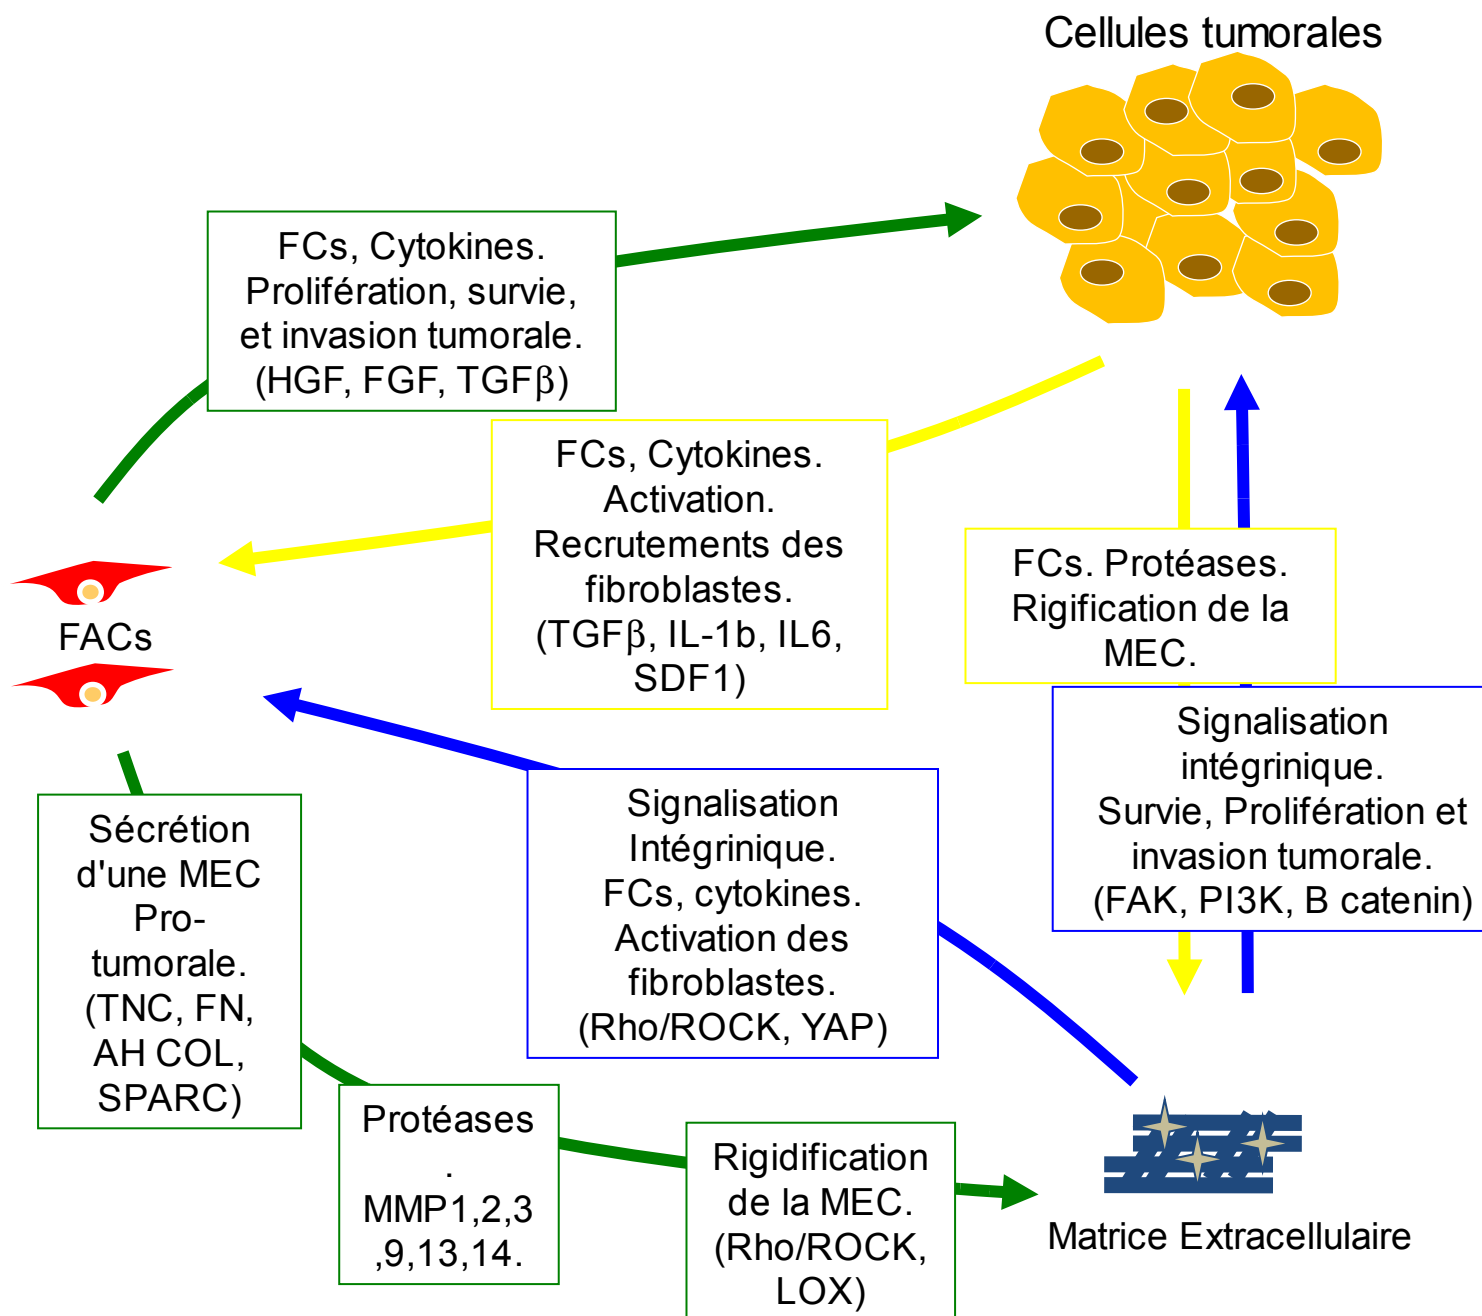 Cellules tumorales
FCs, Cytokines.
Prolifération, survie,
et invasion tumorale.
(HGF, FGF, TGFβ)
FCs, Cytokines.
Activation.
Recrutements des
fibroblastes.
(TGFβ, IL-1b, IL6,
SDF1)
FCs. Protéases.
Rigification de la
MEC.
FACs
Signalisation
intégrinique.
Survie, Prolifération et
invasion tumorale.
(FAK, PI3K, B catenin)
Signalisation
Intégrinique.
FCs, cytokines.
Activation des
fibroblastes.
(Rho/ROCK, YAP)
Sécrétion
d'une MEC
Pro-
tumorale.
(TNC, FN,
AH COL,
SPARC)
Protéases
.
MMP1,2,3
,9,13,14.
Rigidification
de la MEC.
(Rho/ROCK,
LOX)
Matrice Extracellulaire